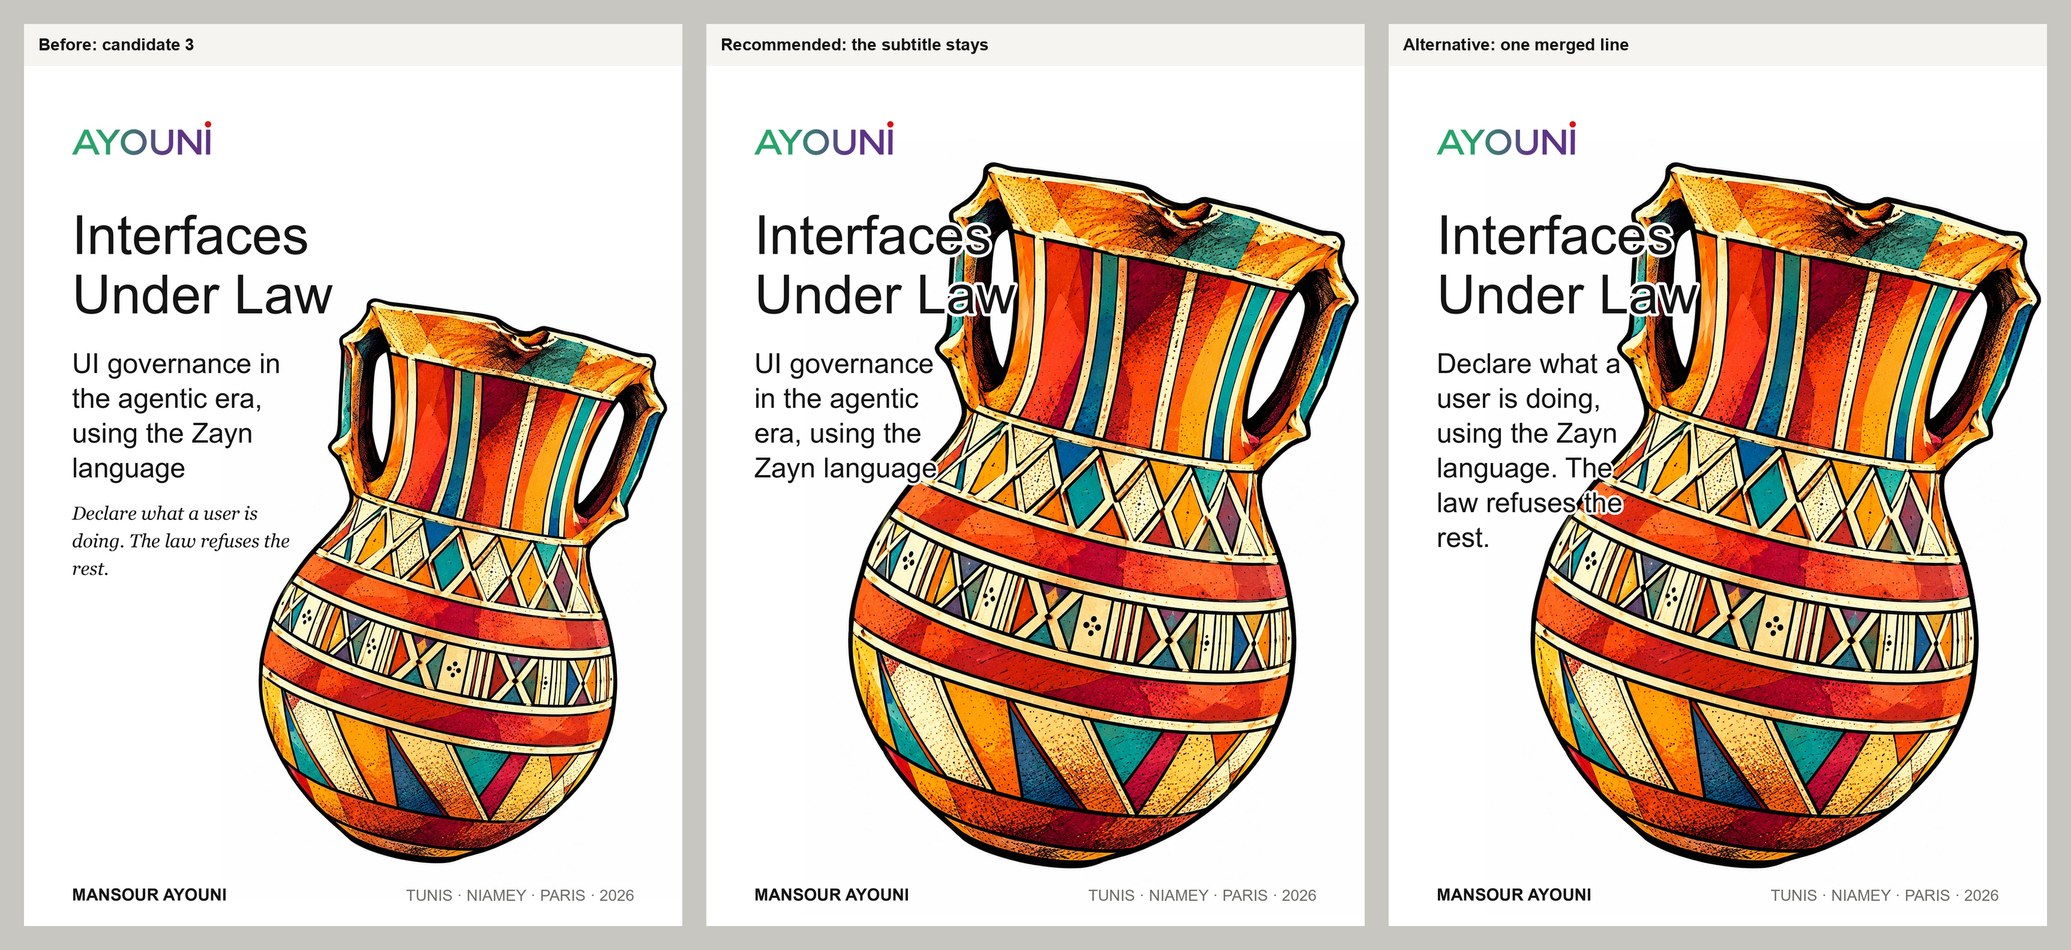 Before: candidate 3
AYOUNI
Interfaces
Under Law
UI governance in
the agentic era,
using the Zayn
language
Declare what a user is
doing. The law refuses the
rest.
MANSOUR AYOUNI
TUNIS · NIAMEY · PARIS · 2026
Recommended: the subtitle stays
AYOUNI
Interfaces
Under Law
UI governance
in the agentic
era, using the
Zayn language
MANSOUR AYOUNI
TUNIS · NIAMEY · PARIS · 2026
Alternative: one merged line
AYOUNI
Interfaces
Under Law
Declare what a
user is doing,
using the Zayn
language. The
law refuses the
rest.
MANSOUR AYOUNI
TUNIS · NIAMEY · PARIS · 2026